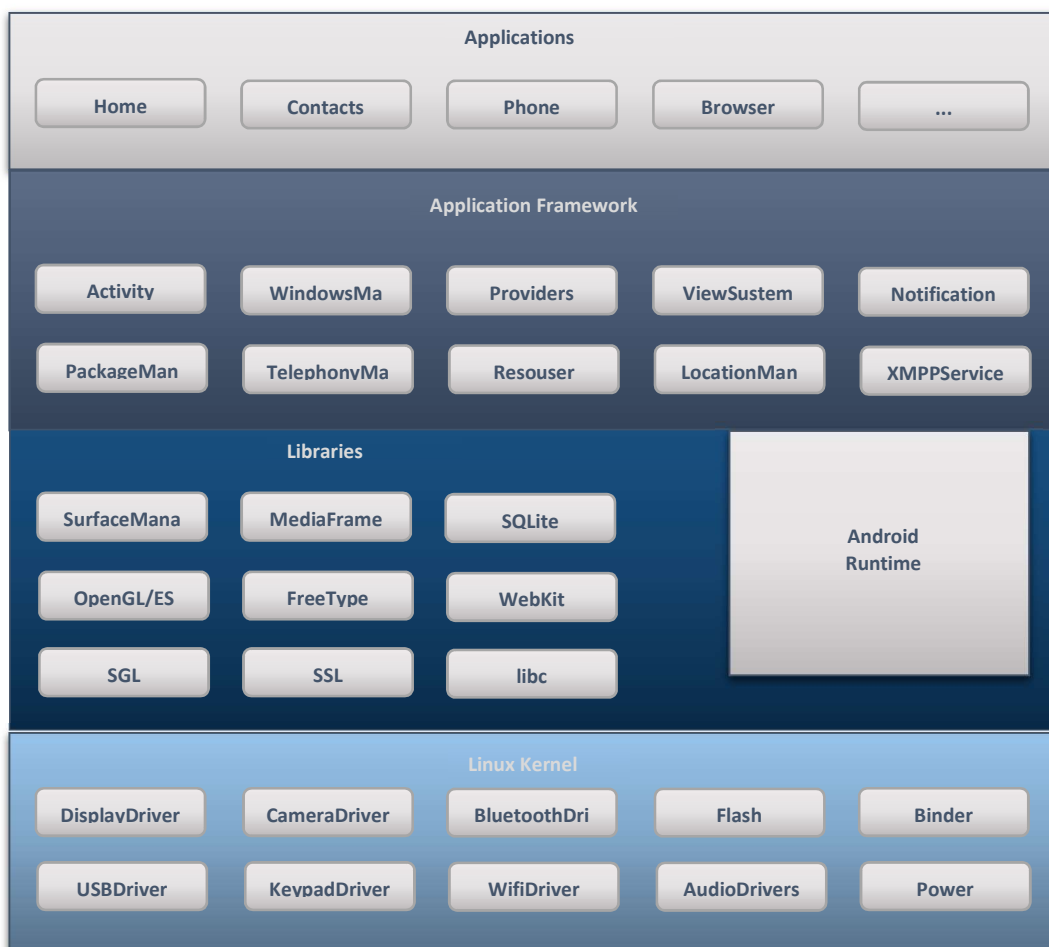 Applications
Home
Contacts
Phone
Browser
...
Application Framework
Activity
WindowsMa
Providers
ViewSustem
Notification
PackageMan
TelephonyMa
Resouser
LocationMan
XMPPService
Libraries
SurfaceMana
MediaFrame
SQLite
Android
Runtime
OpenGL/ES
FreeType
WebKit
SGL
SSL
libc
Linux Kernel
DisplayDriver
CameraDriver
BluetoothDri
Flash
Binder
USBDriver
KeypadDriver
WifiDriver
AudioDrivers
Power